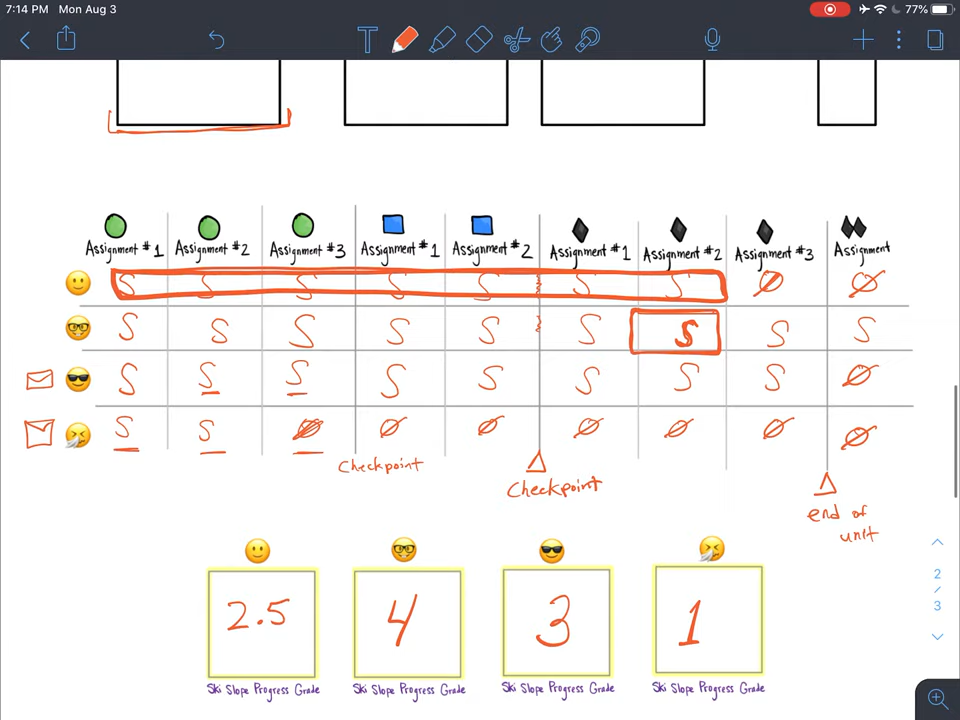 7:14 PM Mon Aug 3 77%
T
Assignment #1 Assignment #2 Assignment #3 Assignment #1 Assignment #2 Assignment #1 Assignment #2 Assignment #3 Assignment
S S S S S S S Ø Ø
S S S S S S S S S
S S S S S S S S Ø
S S Ø Ø Ø Ø Ø Ø Ø
Checkpoint
Checkpoint
end of
unit
2
/
3
2.5 4 3 1
Ski Slope Progress Grade Ski Slope Progress Grade Ski Slope Progress Grade Ski Slope Progress Grade